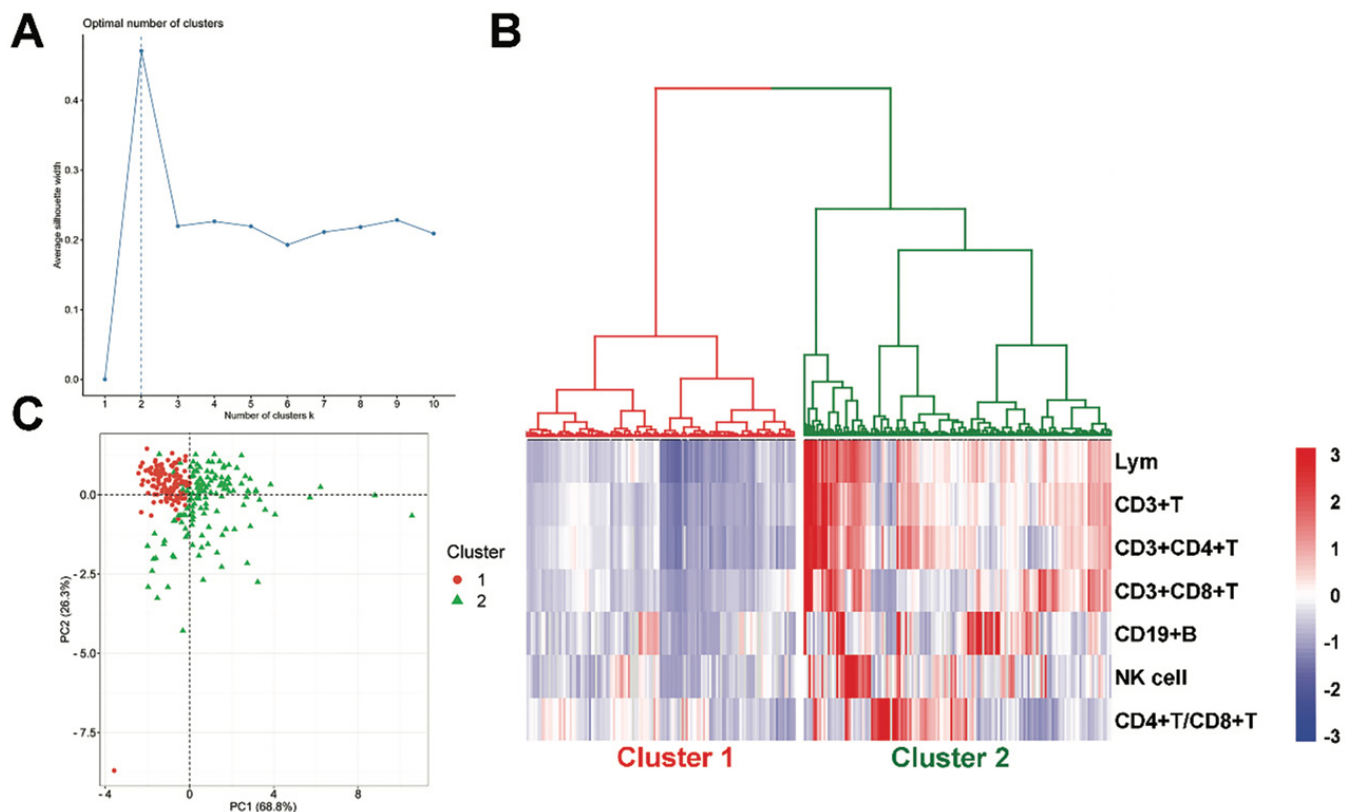 A
Optimal number of clusters
Average silhouette width
0.4
0.3
0.2
0.1
0.0
1 2 3 4 5 6 7 8 9 10
Number of clusters k
B
Lym
CD3+T
CD3+CD4+T
CD3+CD8+T
CD19+B
NK cell
CD4+T/CD8+T
Cluster 1
Cluster 2
3
2
1
0
-1
-2
-3
C
PC2 (26.3%)
0.0
-2.5
-5.0
-7.5
-4 0 4 8
PC1 (68.8%)
Cluster
1
2